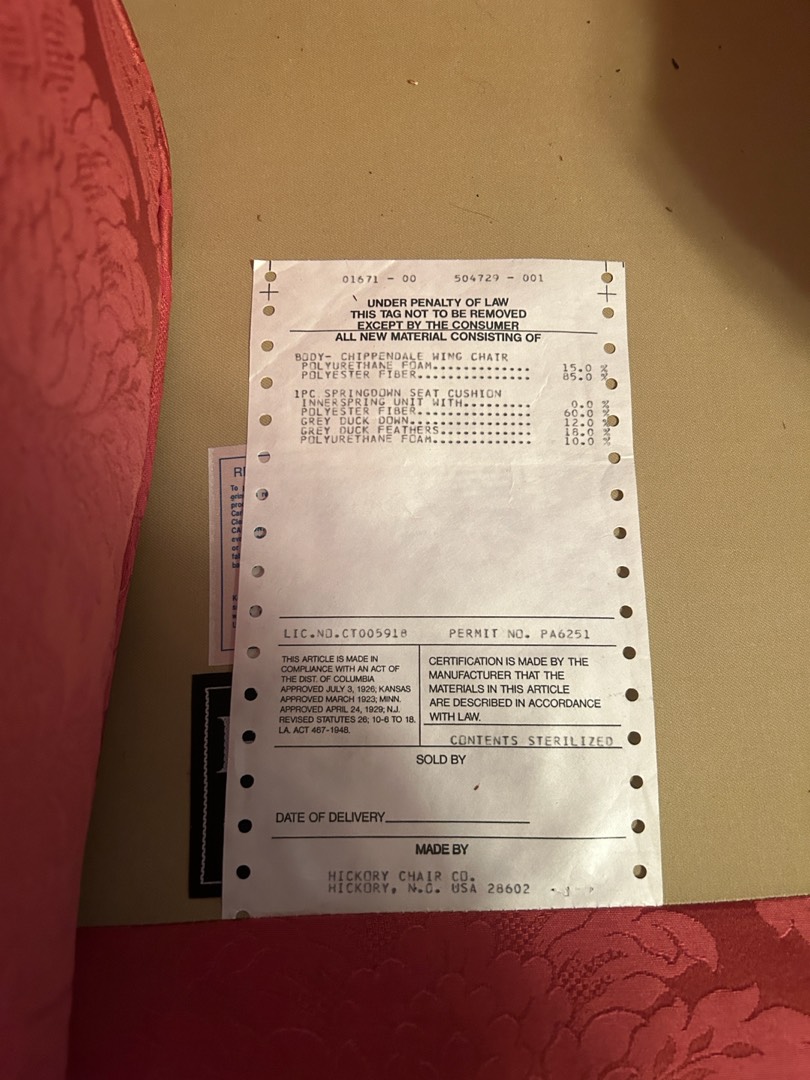 01671 - 00 504729 - 001
UNDER PENALTY OF LAW
THIS TAG NOT TO BE REMOVED
EXCEPT BY THE CONSUMER
ALL NEW MATERIAL CONSISTING OF
BODY- CHIPPENDALE WING CHAIR
POLYURETHANE FOAM.............. 15.0 %
POLYESTER FIBER................ 85.0 %
1PC SPRINGDOWN SEAT CUSHION
INNERSPRING UNIT WITH.......... 0.0 %
POLYESTER FIBER................ 60.0 %
GREY DUCK DOWN................. 12.0 %
GREY DUCK FEATHERS............. 18.0 %
POLYURETHANE FOAM.............. 10.0 %
LIC.NO.CT005918 PERMIT NO. PA6251
THIS ARTICLE IS MADE IN
COMPLIANCE WITH AN ACT OF
THE DIST. OF COLUMBIA
APPROVED JULY 3, 1926; KANSAS
APPROVED MARCH 1923; MINN.
APPROVED APRIL 24, 1929; N.J.
REVISED STATUTES 26; 10-6 TO 18.
LA. ACT 467-1948.
CERTIFICATION IS MADE BY THE
MANUFACTURER THAT THE
MATERIALS IN THIS ARTICLE
ARE DESCRIBED IN ACCORDANCE
WITH LAW.
CONTENTS STERILIZED
SOLD BY
DATE OF DELIVERY
MADE BY
HICKORY CHAIR CO.
HICKORY, N.C. USA 28602